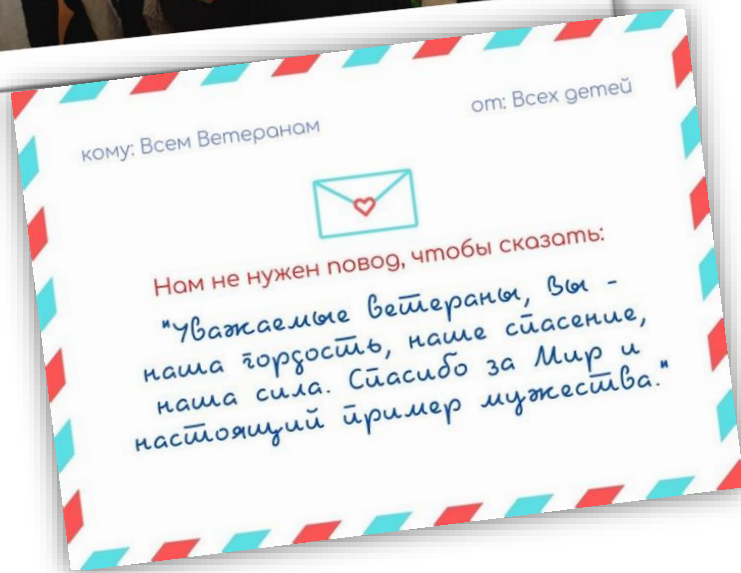 кому: Всем Ветеранам
от: Всех детей
Нам не нужен повод, чтобы сказать:
"Уважаемые ветераны, Вы -
наша гордость, наше спасение,
наша сила. Спасибо за Мир и
настоящий пример мужества."